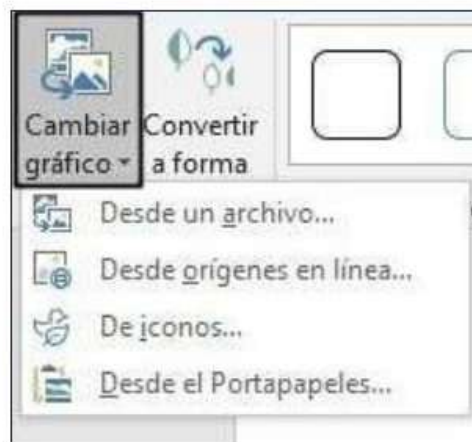 Cambiar
gráfico
Convertir
a forma
Desde un archivo...
Desde orígenes en línea...
De iconos...
Desde el Portapapeles...